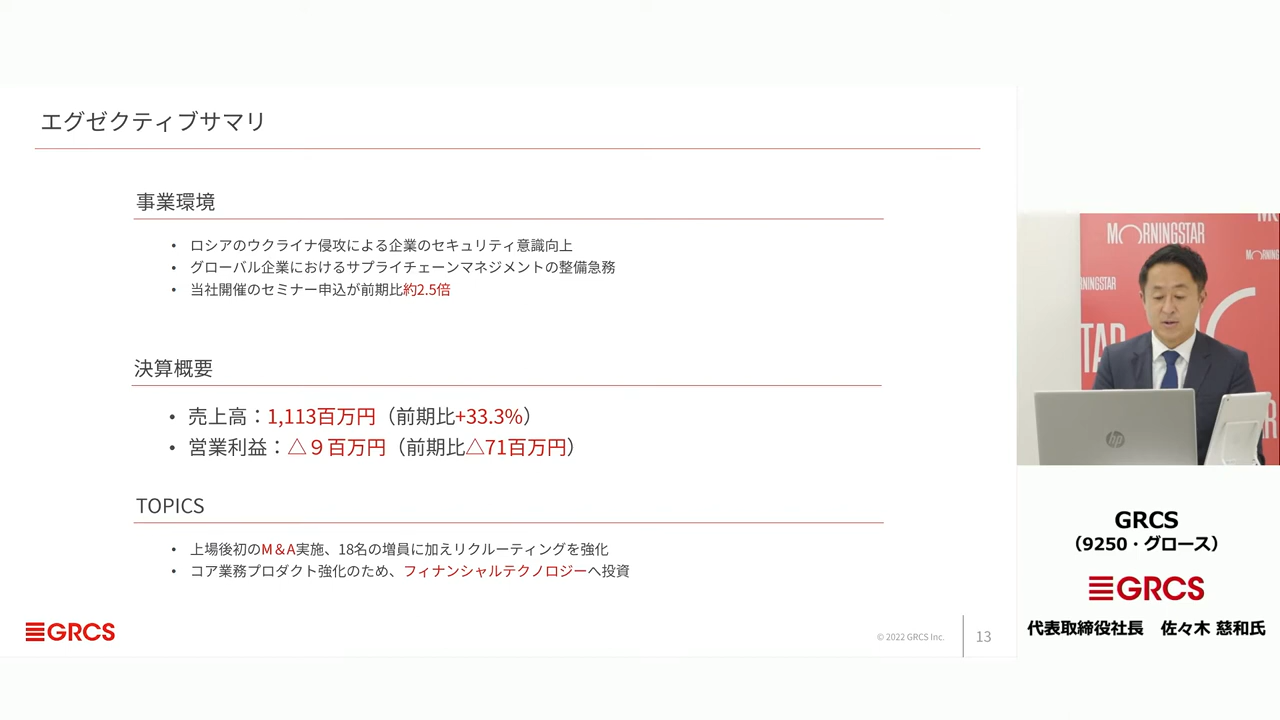 エグゼクティブサマリ
事業環境
• ロシアのウクライナ侵攻による企業のセキュリティ意識向上
• グローバル企業におけるサプライチェーンマネジメントの整備急務
• 当社開催のセミナー申込が前期比約2.5倍
決算概要
• 売上高：1,113百万円（前期比+33.3%）
• 営業利益：△９百万円（前期比△71百万円）
TOPICS
• 上場後初のM＆A実施、18名の増員に加えリクルーティングを強化
• コア業務プロダクト強化のため、フィナンシャルテクノロジーへ投資
GRCS
© 2022 GRCS Inc.
13
MORNINGSTAR
MORNINGSTAR
RNINGSTAR
TAR
hp
GRCS
（9250・グロース）
GRCS
代表取締役社長　佐々木 慈和氏